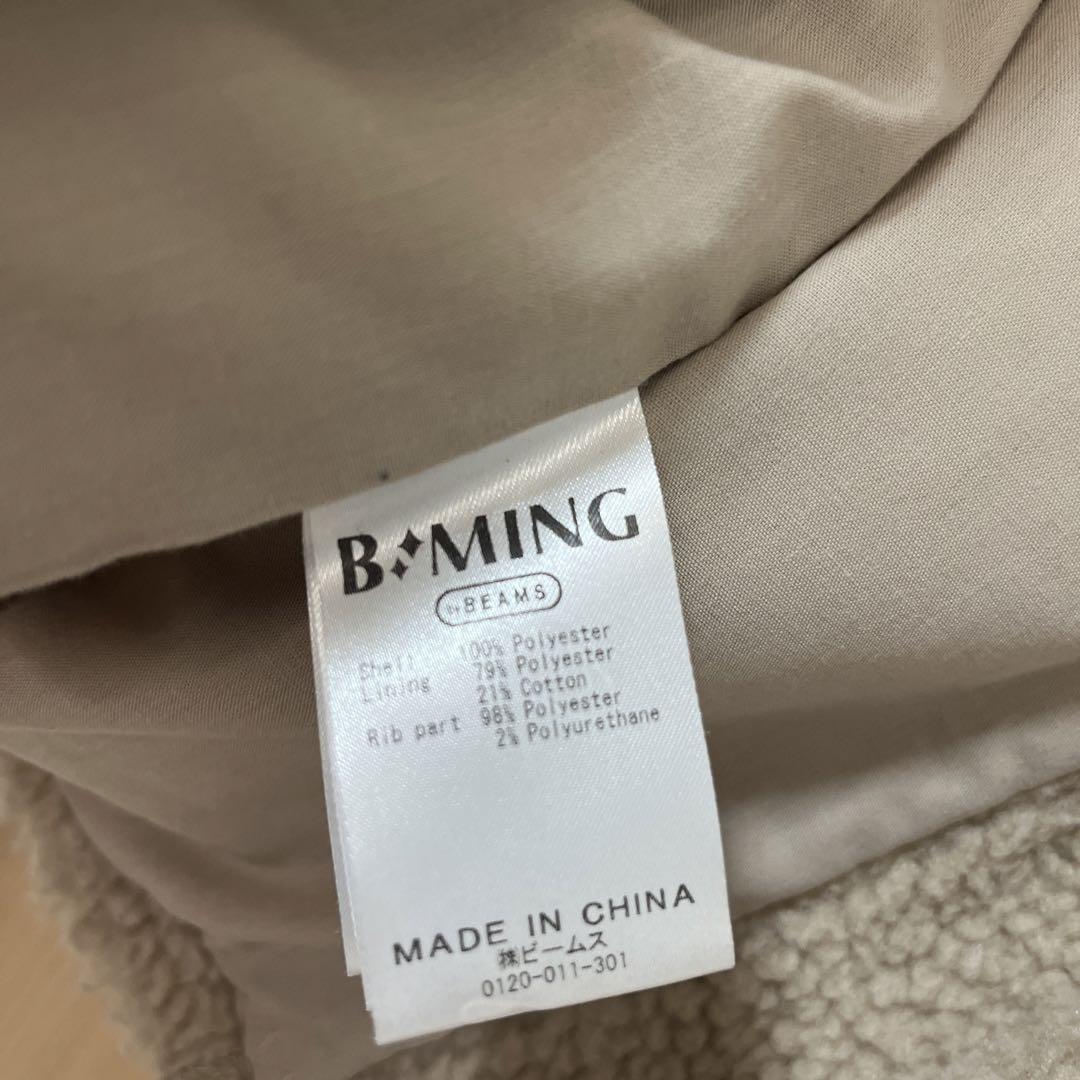 B:MING
by BEAMS
Shell 100% Polyester
Lining 79% Polyester
21% Cotton
Rib part 98% Polyester
2% Polyurethane
MADE IN CHINA
㈱ビームス
0120-011-301